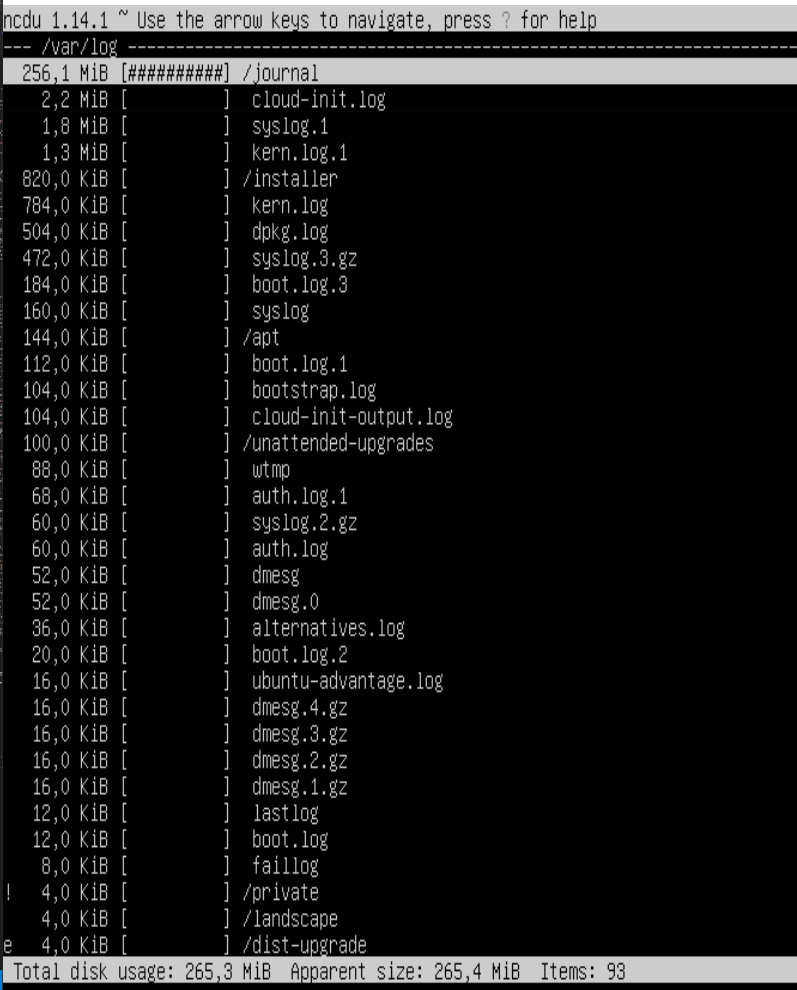 ncdu 1.14.1 ~ Use the arrow keys to navigate, press ? for help
--- /var/log ----------------------------------------------------------------------
256,1 MiB [##########] /journal
2,2 MiB [          ]  cloud-init.log
1,8 MiB [          ]  syslog.1
1,3 MiB [          ]  kern.log.1
820,0 KiB [          ] /installer
784,0 KiB [          ]  kern.log
504,0 KiB [          ]  dpkg.log
472,0 KiB [          ]  syslog.3.gz
184,0 KiB [          ]  boot.log.3
160,0 KiB [          ]  syslog
144,0 KiB [          ] /apt
112,0 KiB [          ]  boot.log.1
104,0 KiB [          ]  bootstrap.log
104,0 KiB [          ]  cloud-init-output.log
100,0 KiB [          ] /unattended-upgrades
88,0 KiB [          ]  wtmp
68,0 KiB [          ]  auth.log.1
60,0 KiB [          ]  syslog.2.gz
60,0 KiB [          ]  auth.log
52,0 KiB [          ]  dmesg
52,0 KiB [          ]  dmesg.0
36,0 KiB [          ]  alternatives.log
20,0 KiB [          ]  boot.log.2
16,0 KiB [          ]  ubuntu-advantage.log
16,0 KiB [          ]  dmesg.4.gz
16,0 KiB [          ]  dmesg.3.gz
16,0 KiB [          ]  dmesg.2.gz
16,0 KiB [          ]  dmesg.1.gz
12,0 KiB [          ]  lastlog
12,0 KiB [          ]  boot.log
8,0 KiB [          ]  faillog
! 4,0 KiB [          ] /private
4,0 KiB [          ] /landscape
e 4,0 KiB [          ] /dist-upgrade
Total disk usage: 265,3 MiB  Apparent size: 265,4 MiB  Items: 93